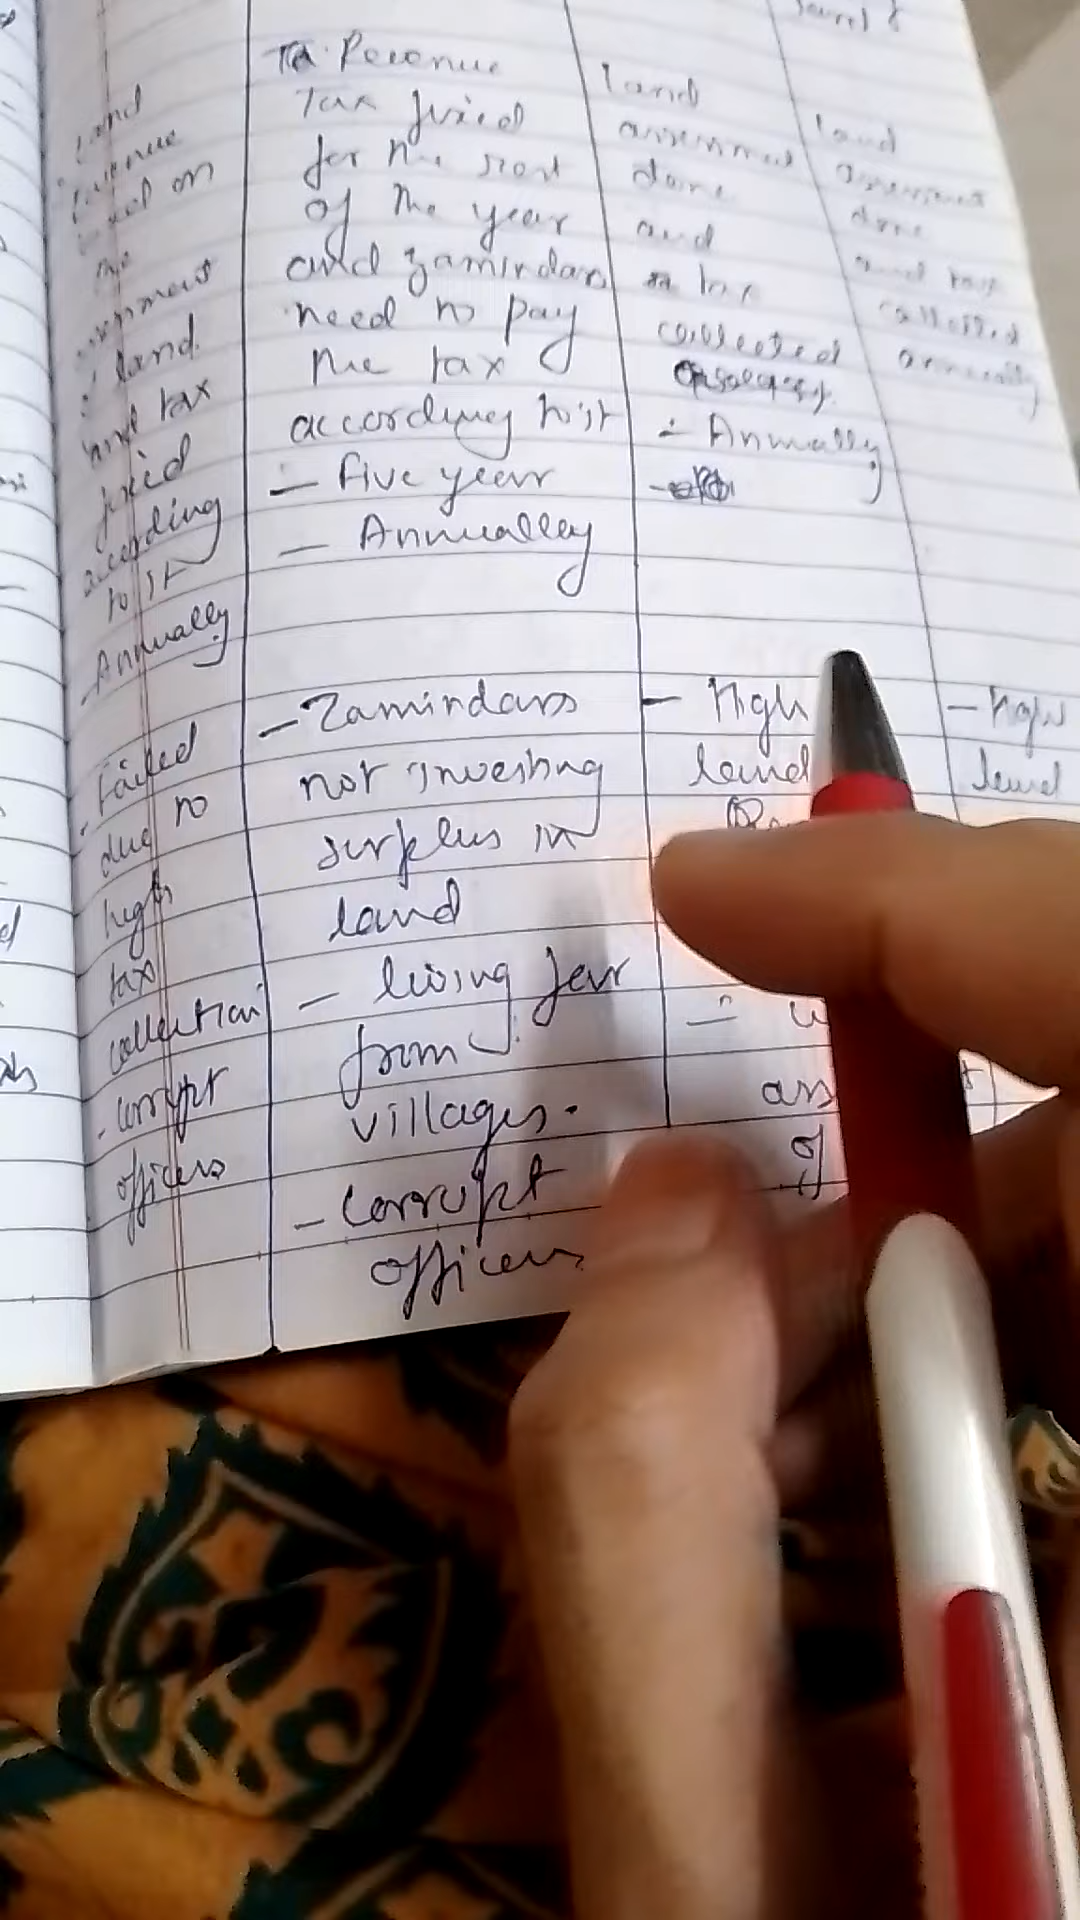 land
revenue
based on
the
assessment
of land.
and tax
fixed
according
to it
- Annually
- failed
due to
high
tax
collection
- corrupt
officers
Revenue
Tax fixed
for the rest
of the year
and zamindars
need to pay
the tax
according to it
- five year
- Annualley
- Zamindars
not investing
surplus in
land
- living far
from
villages.
- corrupt
officers
land
assessment
done
and
tax
collected
- Annually
- High
land
of
land
assessment
done
and tax
collected
annually
- high
land